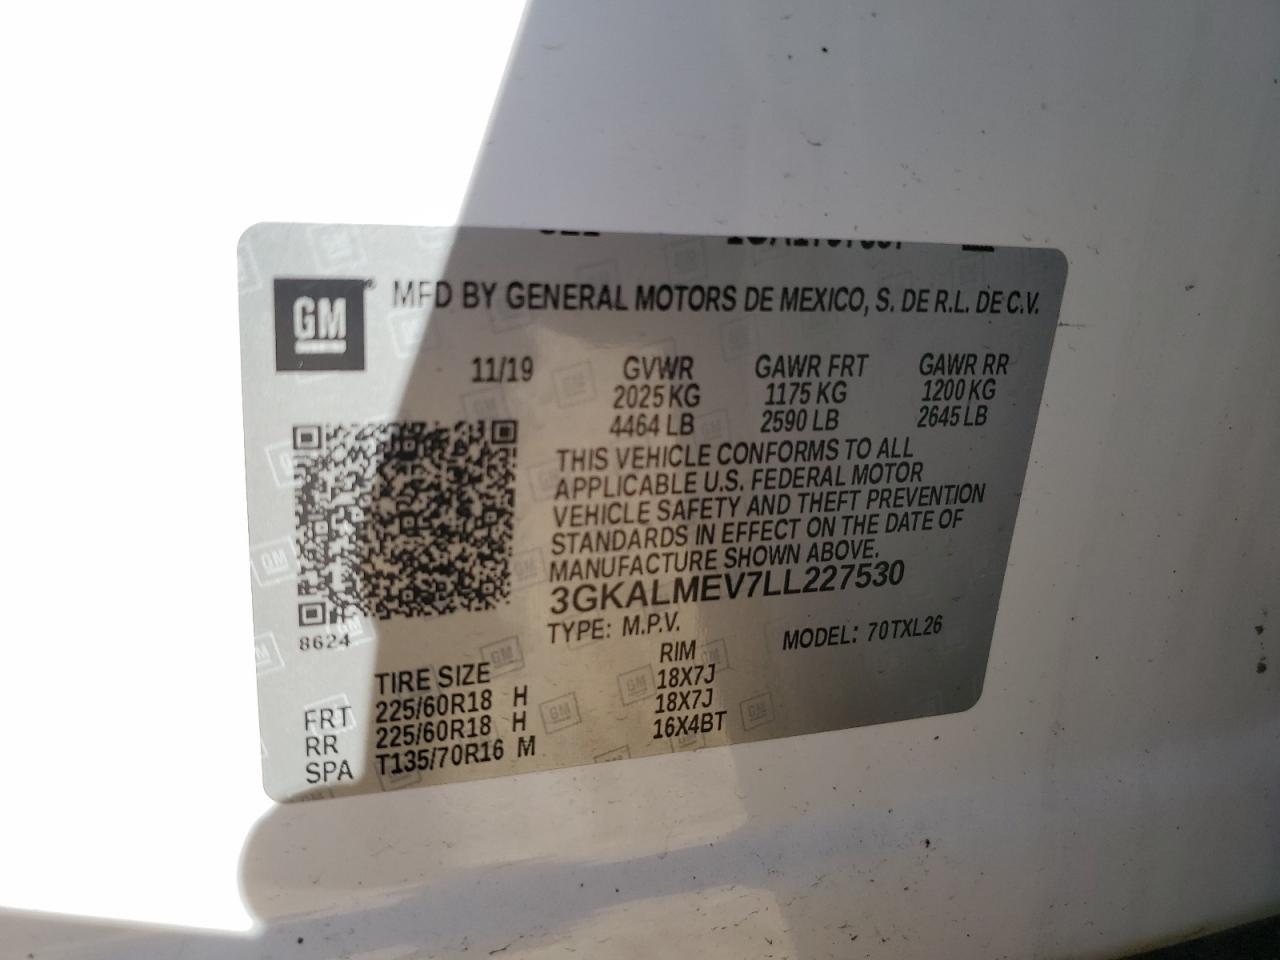 GM
MFD BY GENERAL MOTORS DE MEXICO, S. DE R.L. DE C.V.
11/19 GVWR GAWR FRT GAWR RR
2025 KG 1175 KG 1200 KG
4464 LB 2590 LB 2645 LB
THIS VEHICLE CONFORMS TO ALL
APPLICABLE U.S. FEDERAL MOTOR
VEHICLE SAFETY AND THEFT PREVENTION
STANDARDS IN EFFECT ON THE DATE OF
MANUFACTURE SHOWN ABOVE.
3GKALMEV7LL227530
8624
TYPE: M.P.V. MODEL: 70TXL26
TIRE SIZE RIM
FRT 225/60R18 H 18X7J
RR 225/60R18 H 18X7J
SPA T135/70R16 M 16X4BT